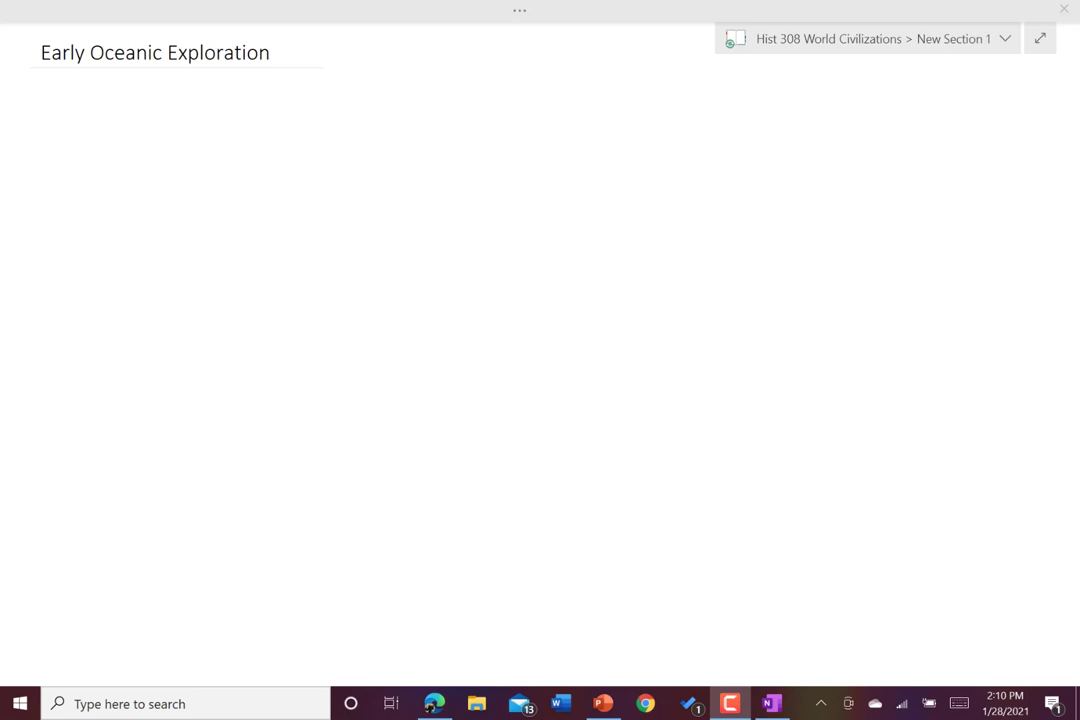 Early Oceanic Exploration
Hist 308 World Civilizations > New Section 1
Type here to search
13
1
2:10 PM
1/28/2021
1